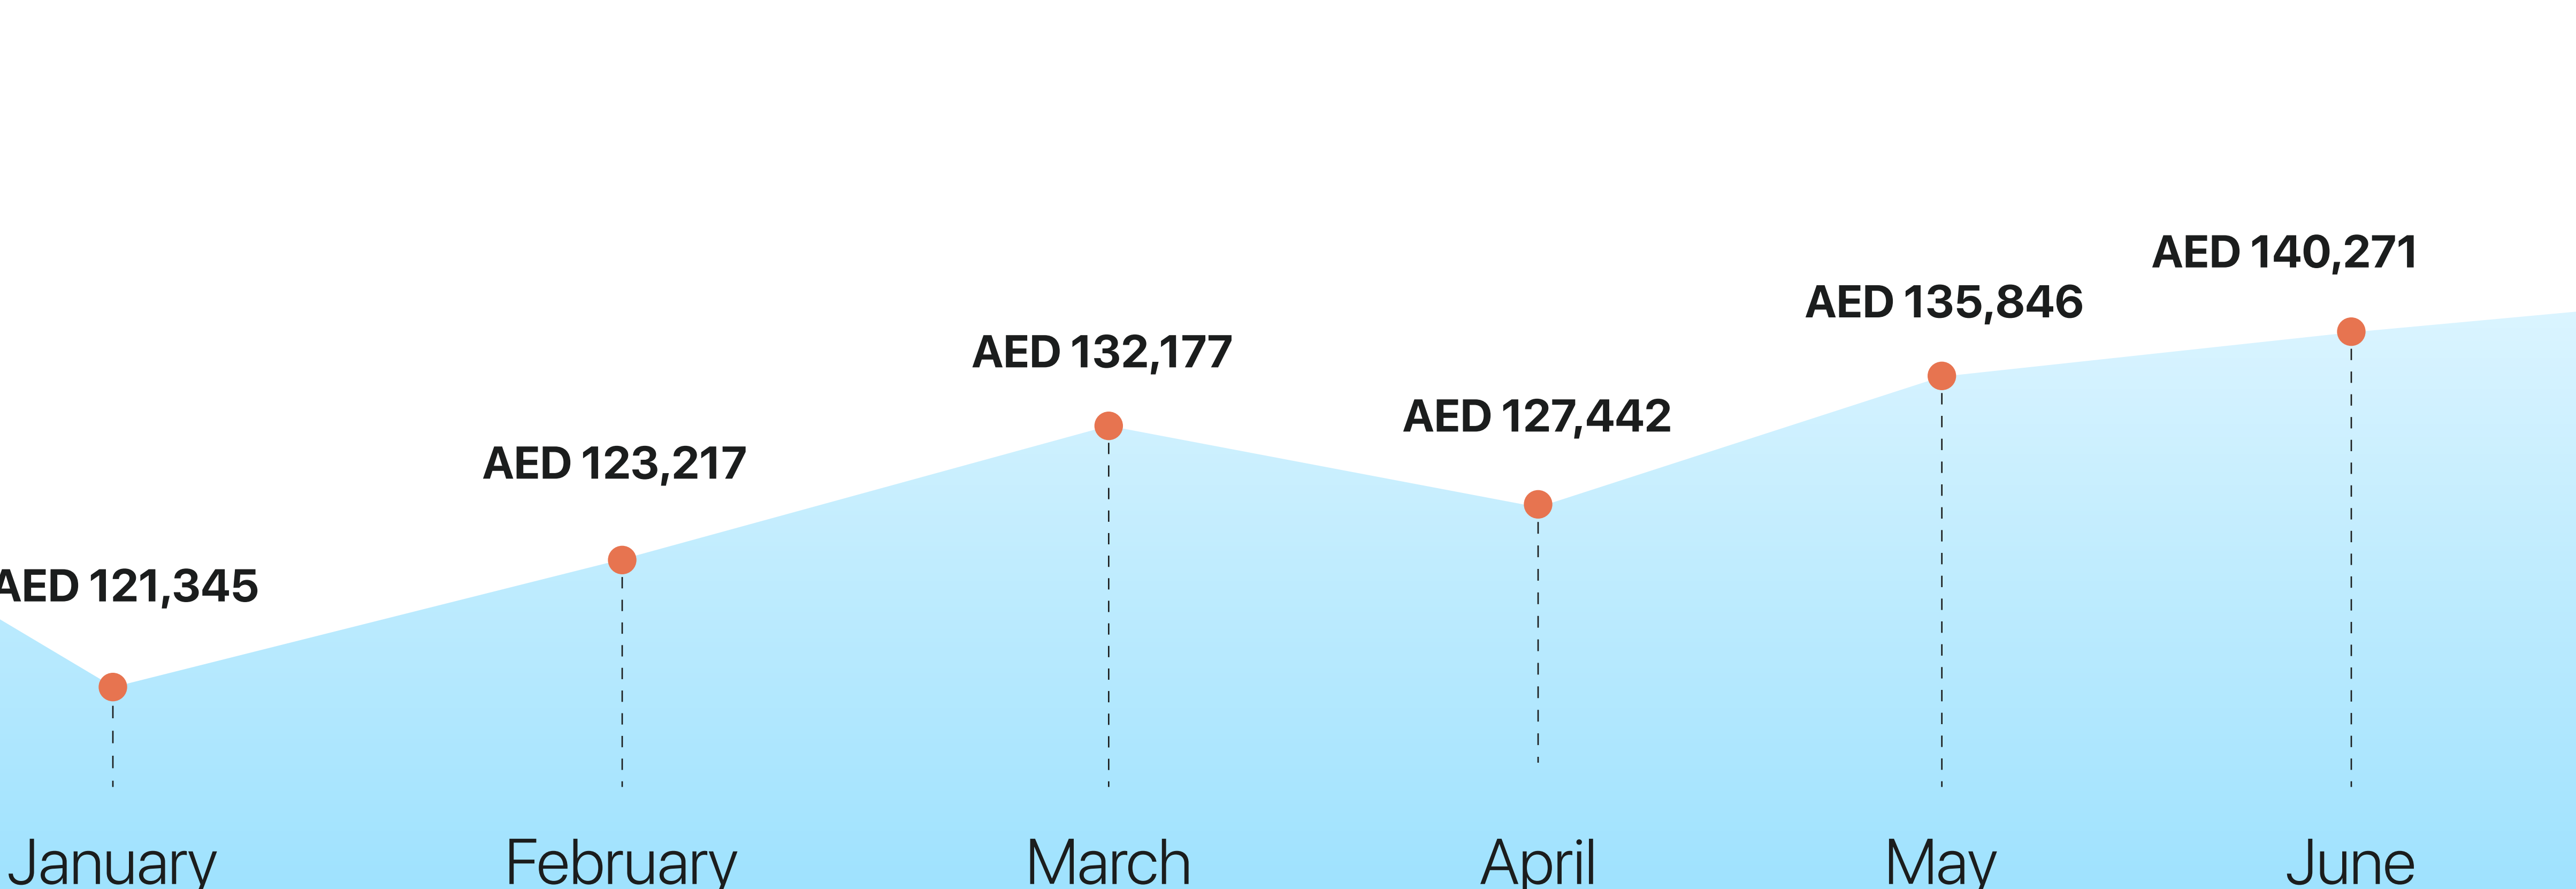 AED 140,271
AED 135,846
AED 132,177
AED 127,442
AED 123,217
AED 121,345
January February March April May June